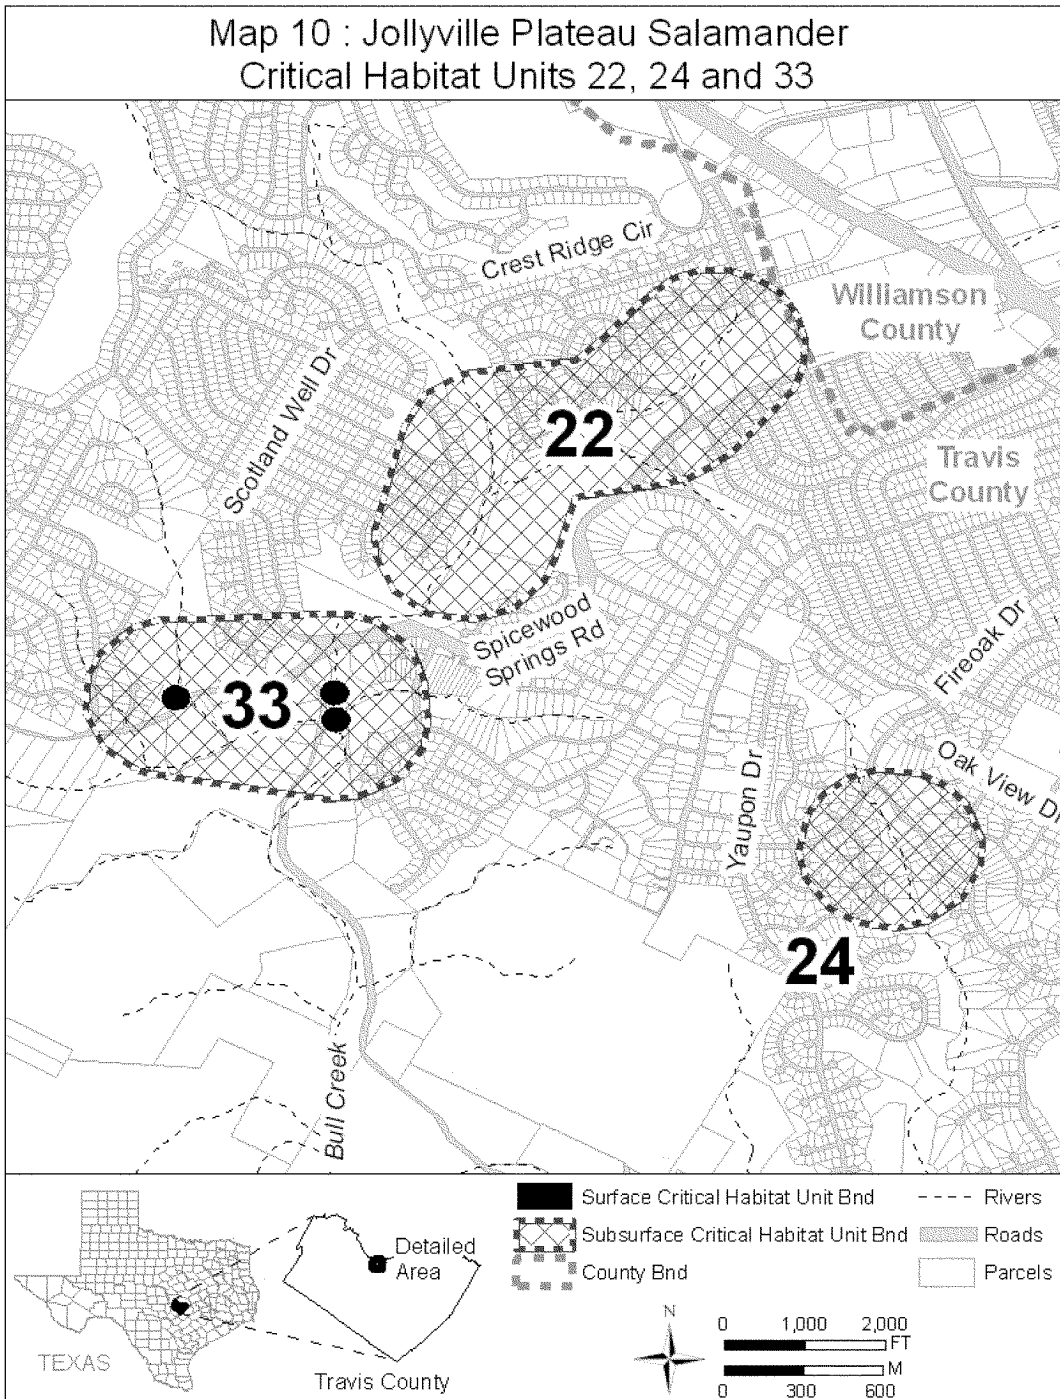 Map 10 : Jollyville Plateau Salamander
Critical Habitat Units 22, 24 and 33
Crest Ridge Cir
Williamson
County
Scotland Well Dr
22
Travis
County
Spicewood
Springs Rd
Fireoak Dr
33
Oak View Dr
Yaupon Dr
24
Bull Creek
TEXAS
Detailed
Area
Travis County
Surface Critical Habitat Unit Bnd
Subsurface Critical Habitat Unit Bnd
County Bnd
Rivers
Roads
Parcels
N
0 1,000 2,000
FT
M
0 300 600